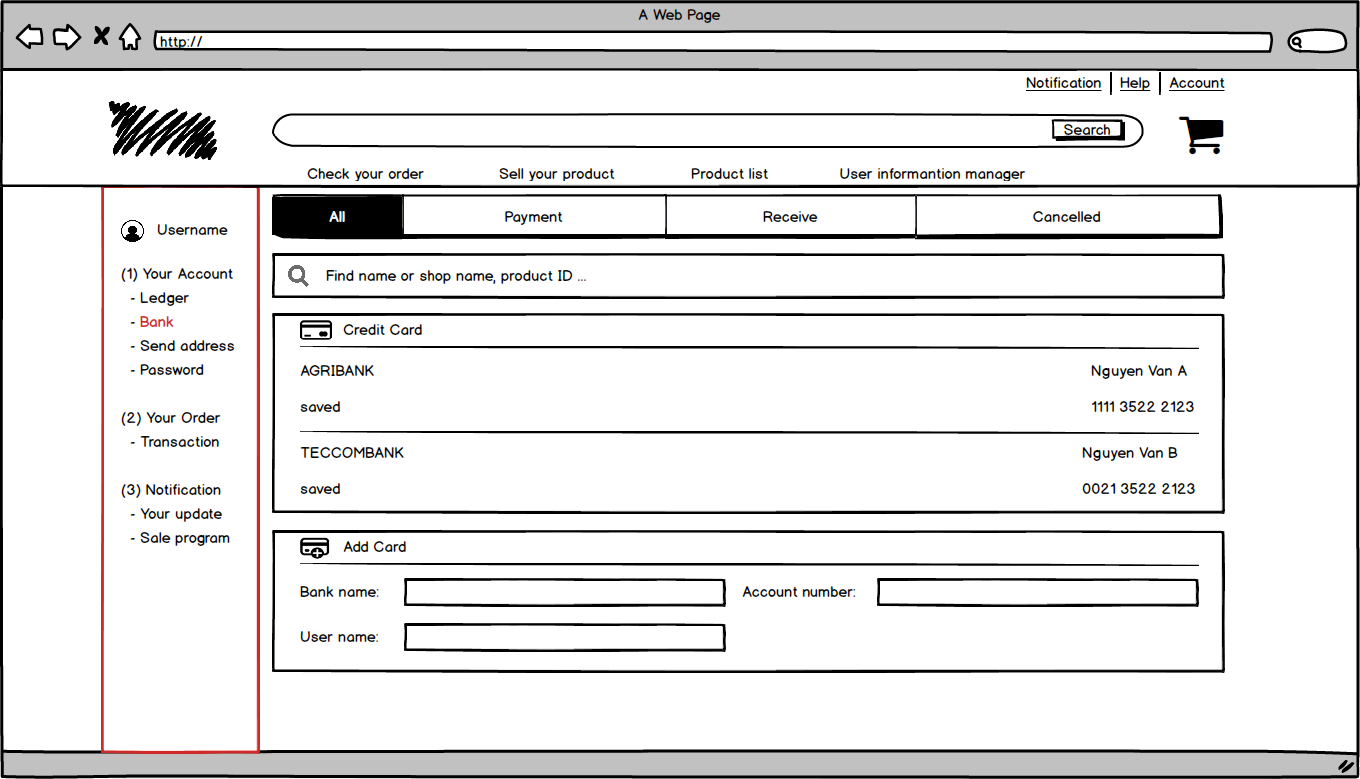 A Web Page
http://
Notification Help Account
Search
Check your order Sell your product Product list User informantion manager
All Payment Receive Cancelled
Username
Find name or shop name, product ID ...
(1) Your Account
- Ledger
- Bank
- Send address
- Password
(2) Your Order
- Transaction
(3) Notification
- Your update
- Sale program
Credit Card
AGRIBANK Nguyen Van A
saved 1111 3522 2123
TECCOMBANK Nguyen Van B
saved 0021 3522 2123
Add Card
Bank name: Account number:
User name: